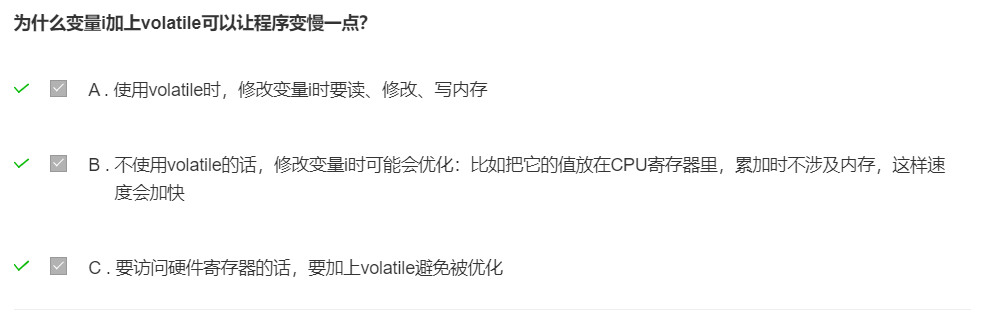 为什么变量i加上volatile可以让程序变慢一点?
A . 使用volatile时，修改变量i时要读、修改、写内存
B . 不使用volatile的话，修改变量i时可能会优化：比如把它的值放在CPU寄存器里，累加时不涉及内存，这样速
度会加快
C . 要访问硬件寄存器的话，要加上volatile避免被优化